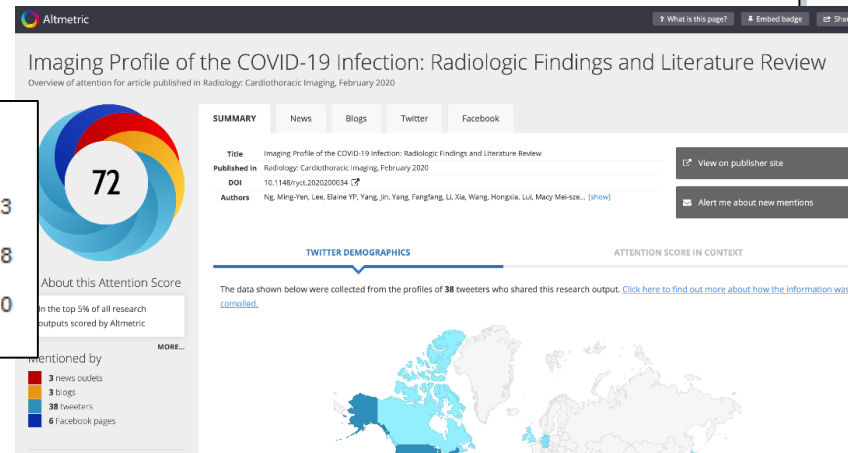 Altmetric
? What is this page?
Embed badge
Shar
Imaging Profile of the COVID-19 Infection: Radiologic Findings and Literature Review
Overview of attention for article published in Radiology: Cardiothoracic Imaging, February 2020
3
8
0
72
About this Attention Score
In the top 5% of all research
outputs scored by Altmetric
MORE...
Mentioned by
3 news outlets
3 blogs
38 tweeters
6 Facebook pages
SUMMARY News Blogs Twitter Facebook
Title Imaging Profile of the COVID-19 Infection: Radiologic Findings and Literature Review
Published in Radiology: Cardiothoracic Imaging, February 2020
DOI 10.1148/ryct.2020200034
Authors Ng, Ming-Yen, Lee, Elaine YP, Yang, Jin, Yang, Fangfang, Li, Xia, Wang, Hongxia, Lui, Macy Mei-sze... [show]
View on publisher site
Alert me about new mentions
TWITTER DEMOGRAPHICS
ATTENTION SCORE IN CONTEXT
The data shown below were collected from the profiles of 38 tweeters who shared this research output. Click here to find out more about how the information was
compiled.